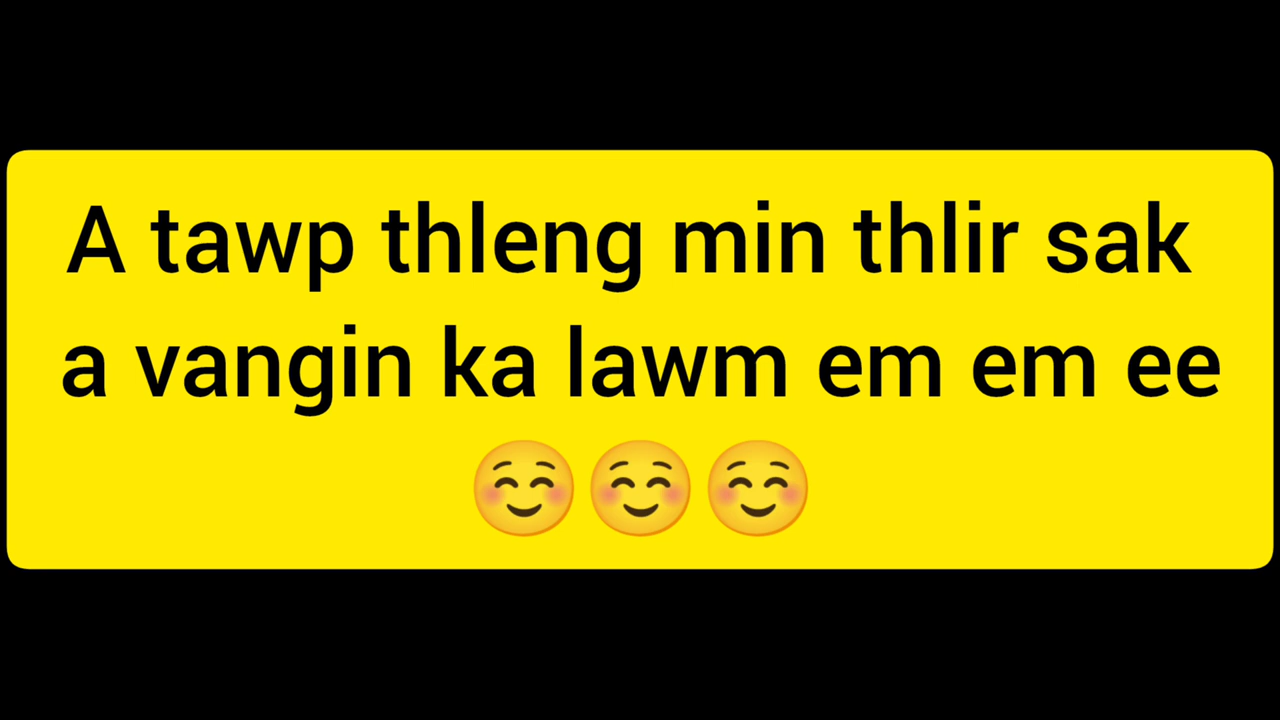 A tawp thleng min thlir sak
a vangin ka lawm em em ee
☺️☺️☺️